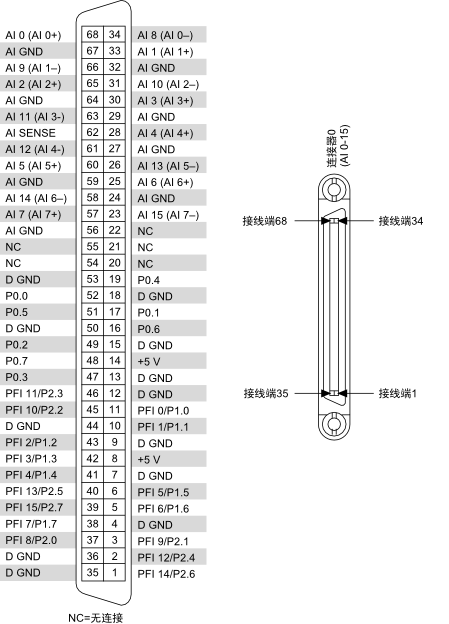 AI 0 (AI 0+) 68 34 AI 8 (AI 0–)
AI GND 67 33 AI 1 (AI 1+)
AI 9 (AI 1–) 66 32 AI GND
AI 2 (AI 2+) 65 31 AI 10 (AI 2–)
AI GND 64 30 AI 3 (AI 3+)
AI 11 (AI 3-) 63 29 AI GND
AI SENSE 62 28 AI 4 (AI 4+)
AI 12 (AI 4-) 61 27 AI GND
AI 5 (AI 5+) 60 26 AI 13 (AI 5–)
AI GND 59 25 AI 6 (AI 6+)
AI 14 (AI 6–) 58 24 AI GND
AI 7 (AI 7+) 57 23 AI 15 (AI 7–)
AI GND 56 22 NC
NC 55 21 NC
NC 54 20 NC
D GND 53 19 P0.4
P0.0 52 18 D GND
P0.5 51 17 P0.1
D GND 50 16 P0.6
P0.2 49 15 D GND
P0.7 48 14 +5 V
P0.3 47 13 D GND
PFI 11/P2.3 46 12 D GND
PFI 10/P2.2 45 11 PFI 0/P1.0
D GND 44 10 PFI 1/P1.1
PFI 2/P1.2 43 9 D GND
PFI 3/P1.3 42 8 +5 V
PFI 4/P1.4 41 7 D GND
PFI 13/P2.5 40 6 PFI 5/P1.5
PFI 15/P2.7 39 5 PFI 6/P1.6
PFI 7/P1.7 38 4 D GND
PFI 8/P2.0 37 3 PFI 9/P2.1
D GND 36 2 PFI 12/P2.4
D GND 35 1 PFI 14/P2.6
NC=无连接
连接器0
(AI 0-15)
接线端68 接线端34
接线端35 接线端1